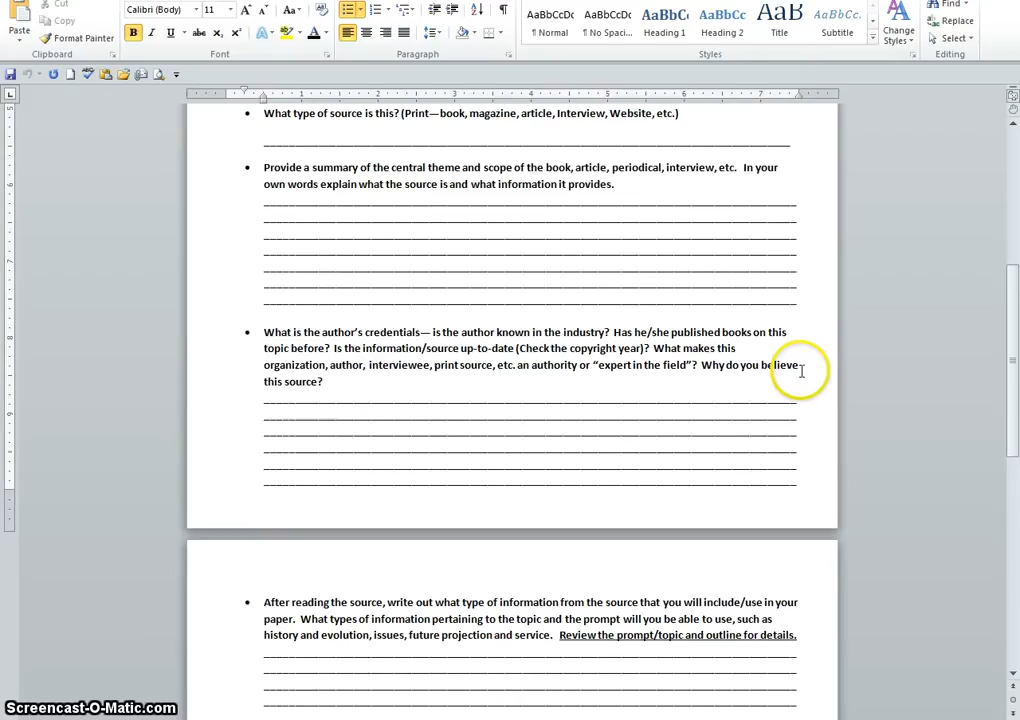 Cut
Calibri (Body) 11 Aa
AaBbCcDc AaBbCcDc AaBbC AaBbCc AaB AaBbCc.
Find
Copy
Replace
Paste
Format Painter
B I U abc
¶ Normal ¶ No Spaci... Heading 1 Heading 2 Title Subtitle
Change
Styles
Select
Clipboard Font Paragraph Styles Editing
1 2 3 4 5 6 7
• What type of source is this? (Print—book, magazine, article, Interview, Website, etc.)
• Provide a summary of the central theme and scope of the book, article, periodical, interview, etc. In your
own words explain what the source is and what information it provides.
• What is the author's credentials— is the author known in the industry? Has he/she published books on this
topic before? Is the information/source up-to-date (Check the copyright year)? What makes this
organization, author, interviewee, print source, etc. an authority or “expert in the field”? Why do you believe
this source?
• After reading the source, write out what type of information from the source that you will include/use in your
paper. What types of information pertaining to the topic and the prompt will you be able to use, such as
history and evolution, issues, future projection and service. Review the prompt/topic and outline for details.
Screencast-O-Matic.com